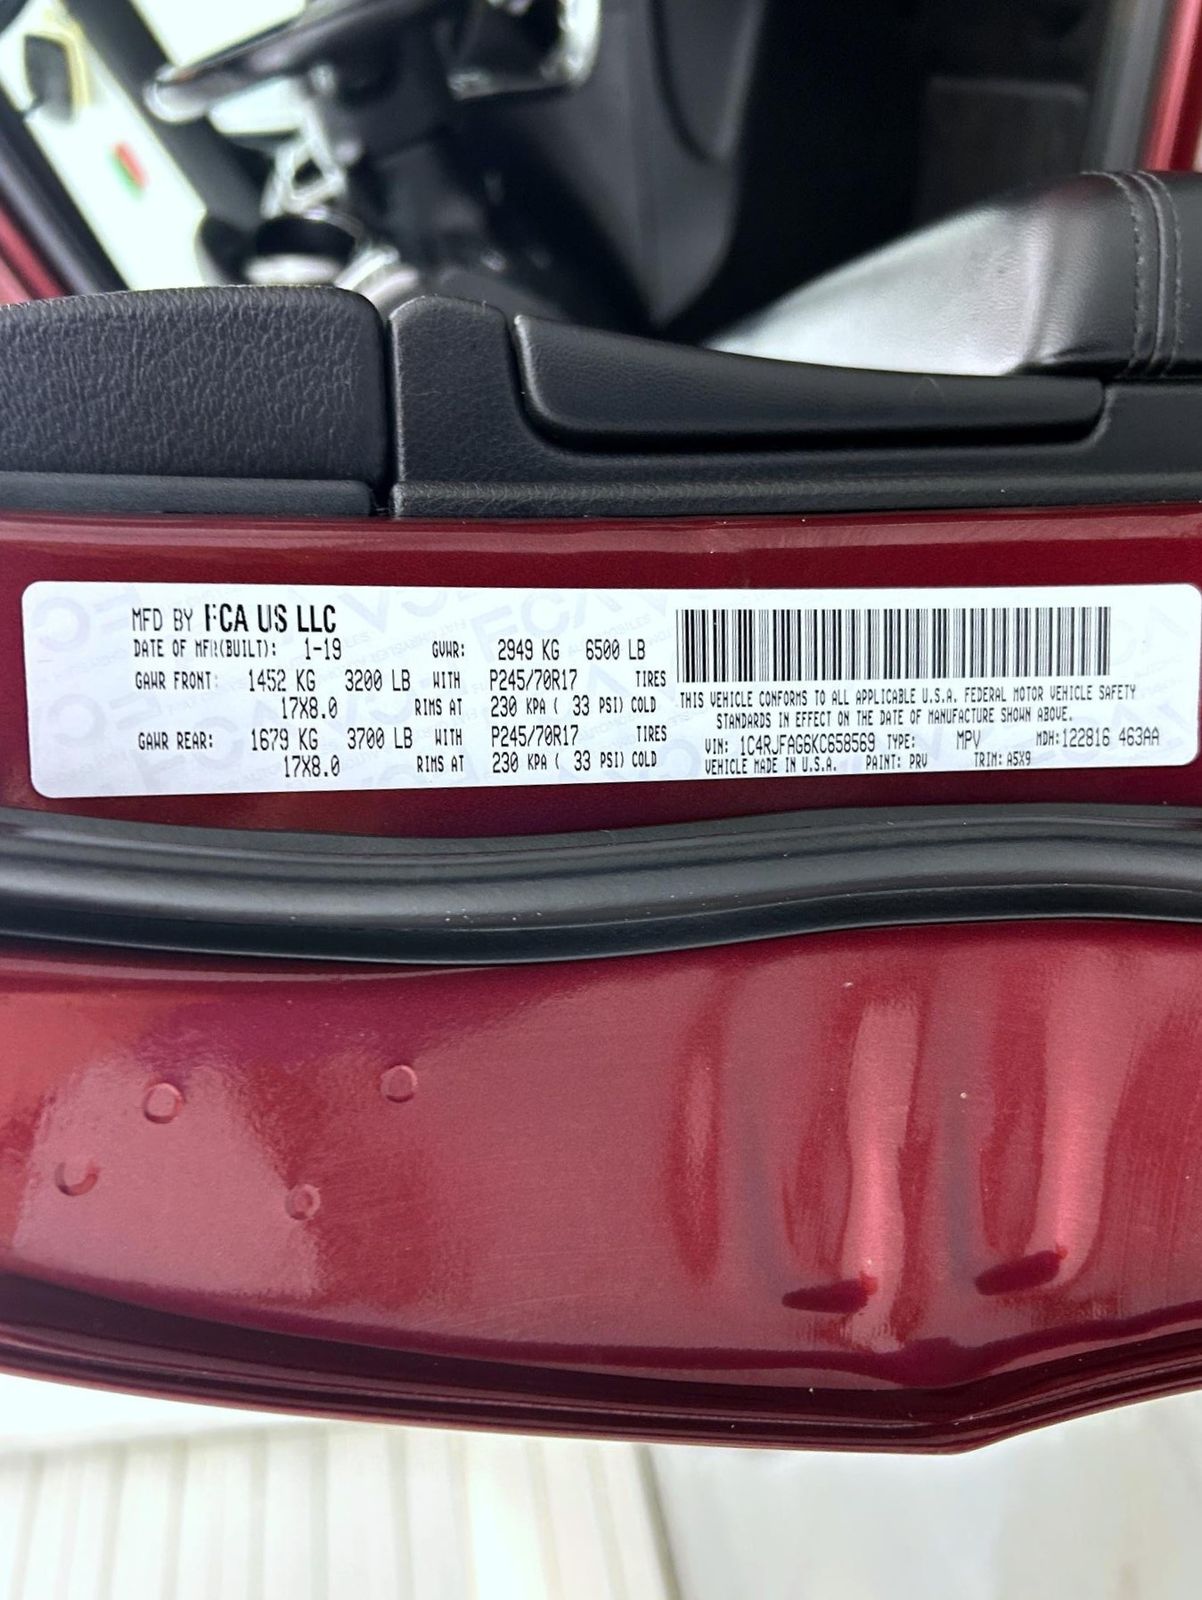 MFD BY FCA US LLC
DATE OF MFR(BUILT): 1-19 GVWR: 2949 KG 6500 LB
GAWR FRONT: 1452 KG 3200 LB WITH P245/70R17 TIRES
17X8.0 RIMS AT 230 KPA ( 33 PSI) COLD
GAWR REAR: 1679 KG 3700 LB WITH P245/70R17 TIRES
17X8.0 RIMS AT 230 KPA ( 33 PSI) COLD
THIS VEHICLE CONFORMS TO ALL APPLICABLE U.S.A. FEDERAL MOTOR VEHICLE SAFETY
STANDARDS IN EFFECT ON THE DATE OF MANUFACTURE SHOWN ABOVE.
VIN: 1C4RJFAG6KC658569 TYPE: MPV MDH: 122816 463AA
VEHICLE MADE IN U.S.A. PAINT: PRV TRIM: A5X9